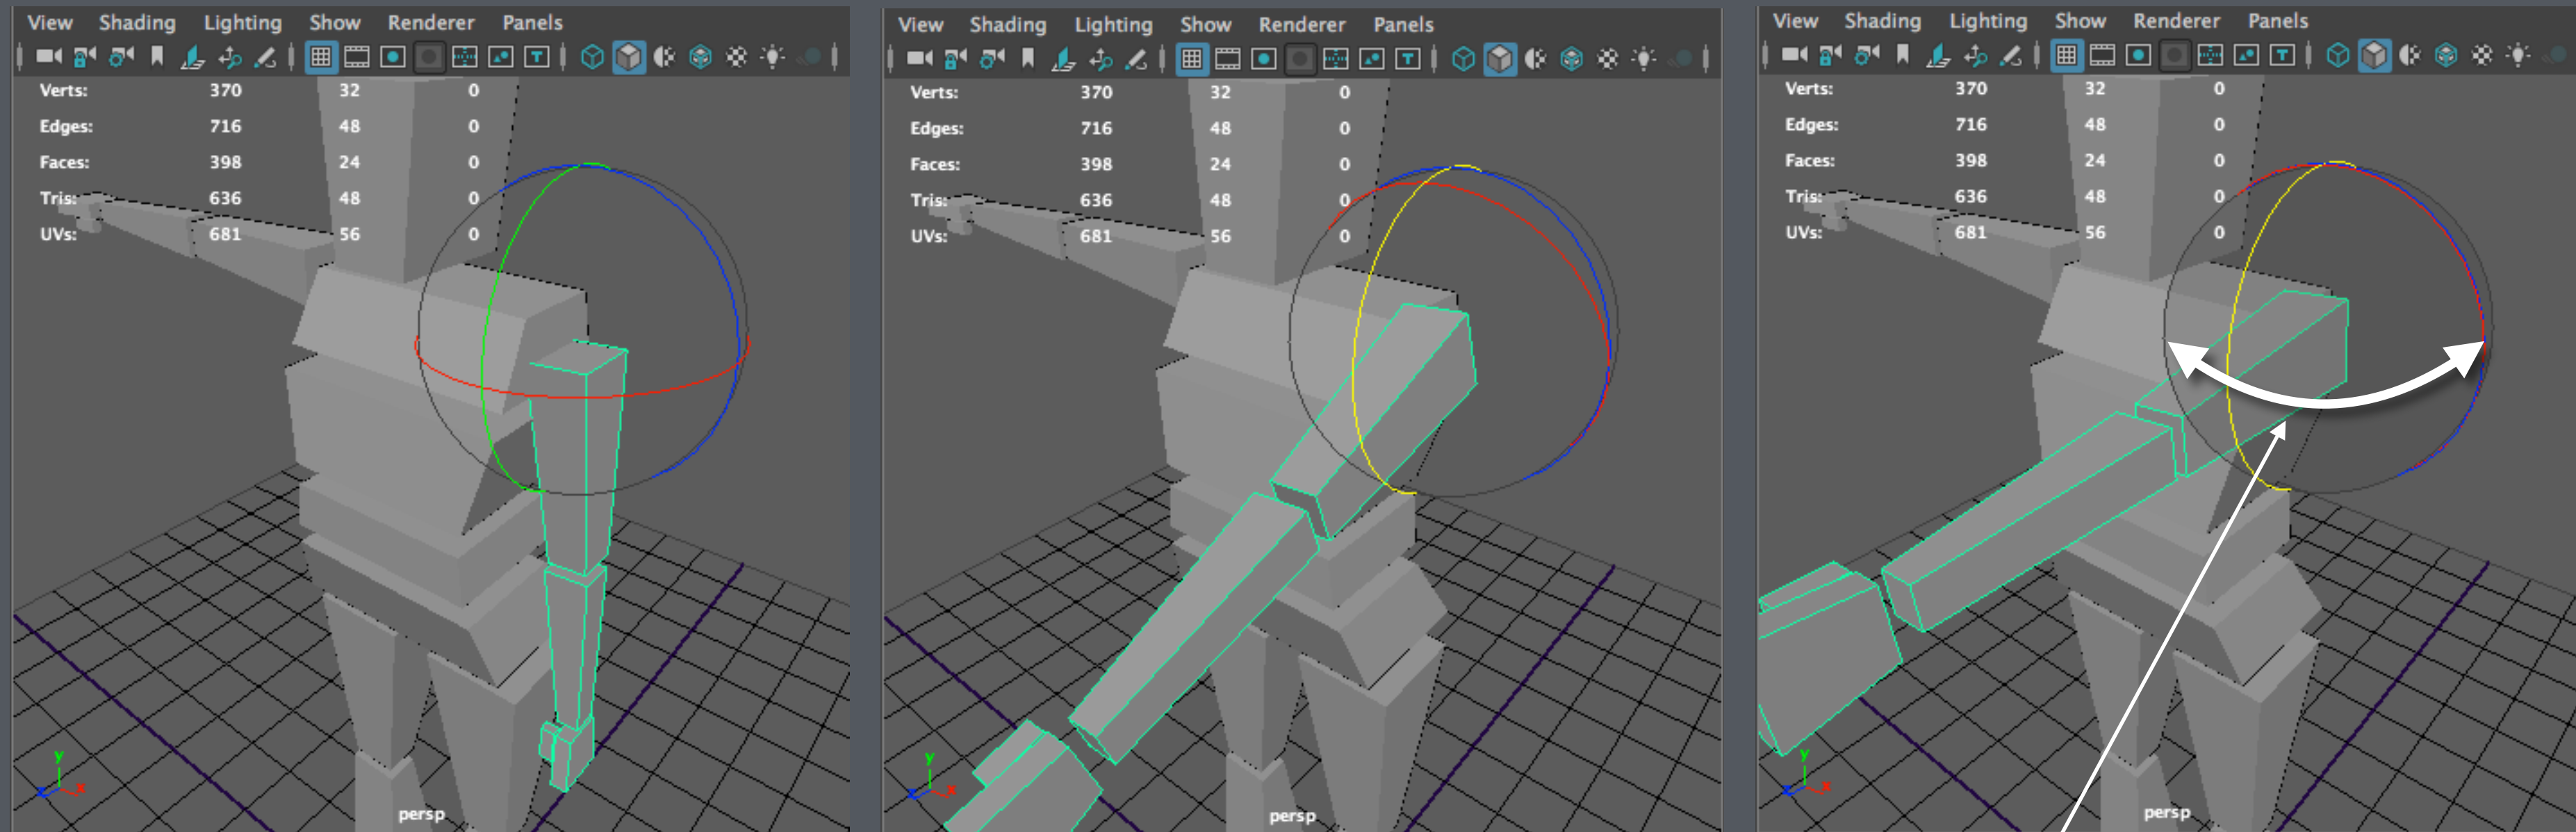 View Shading Lighting Show Renderer Panels
T
Verts: 370 32 0
Edges: 716 48 0
Faces: 398 24 0
Tris: 636 48 0
UVs: 681 56 0
y
z x
persp
View Shading Lighting Show Renderer Panels
T
Verts: 370 32 0
Edges: 716 48 0
Faces: 398 24 0
Tris: 636 48 0
UVs: 681 56 0
y
z x
persp
View Shading Lighting Show Renderer Panels
T
Verts: 370 32 0
Edges: 716 48 0
Faces: 398 24 0
Tris: 636 48 0
UVs: 681 56 0
y
z x
persp